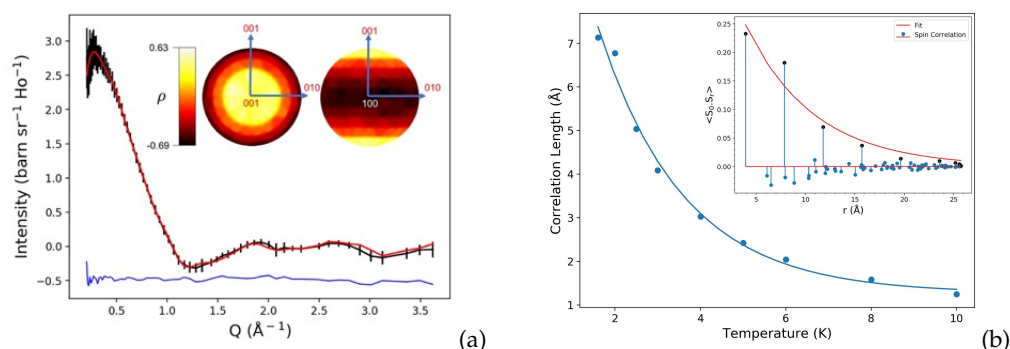 3.5
3.0
2.5
2.0
1.5
1.0
0.5
0.0
−0.5
Intensity (barn sr⁻¹ Ho⁻¹)
0.63
ρ
-0.69
001
010
001
001
010
100
0.5 1.0 1.5 2.0 2.5 3.0 3.5
Q (Å⁻¹)
(a)
7
6
5
4
3
2
1
Correlation Length (Å)
0.25
0.20
0.15
0.10
0.05
0.00
<S₀.Sᵣ>
Fit
Spin Correlation
5 10 15 20 25
r (Å)
2 4 6 8 10
Temperature (K)
(b)